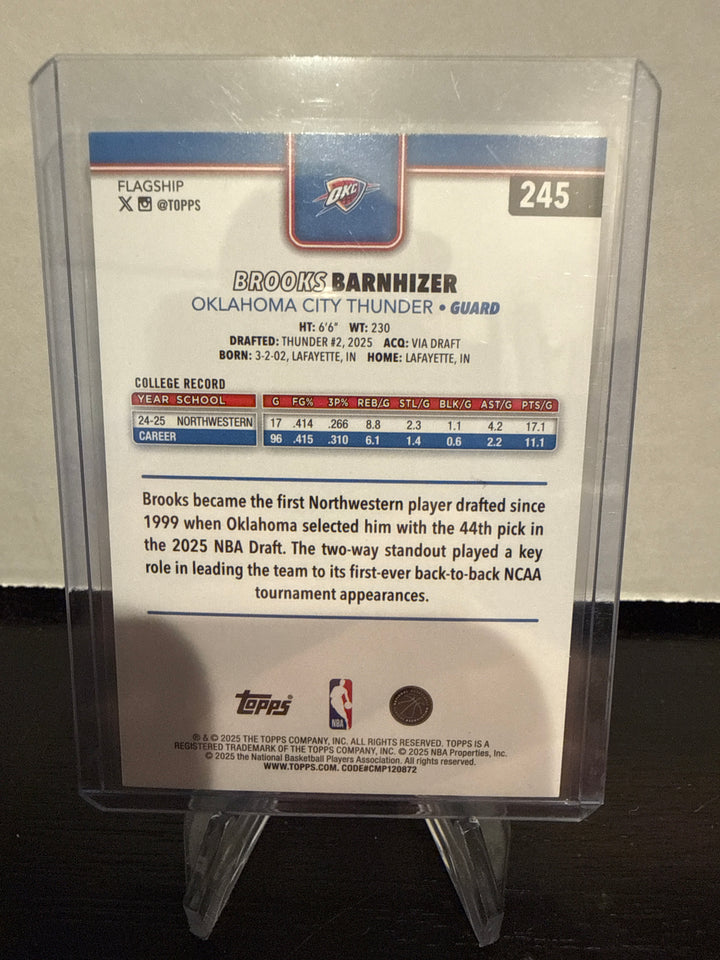 FLAGSHIP
@TOPPS
OKC
245
BROOKS BARNHIZER
OKLAHOMA CITY THUNDER • GUARD
HT: 6'6" WT: 230
DRAFTED: THUNDER #2, 2025 ACQ: VIA DRAFT
BORN: 3-2-02, LAFAYETTE, IN HOME: LAFAYETTE, IN
COLLEGE RECORD
YEAR SCHOOL G FG% 3P% REB/G STL/G BLK/G AST/G PTS/G
24-25 NORTHWESTERN 17 .414 .266 8.8 2.3 1.1 4.2 17.1
CAREER 96 .415 .310 6.1 1.4 0.6 2.2 11.1
Brooks became the first Northwestern player drafted since
1999 when Oklahoma selected him with the 44th pick in
the 2025 NBA Draft. The two-way standout played a key
role in leading the team to its first-ever back-to-back NCAA
tournament appearances.
Topps®
NBA
® & © 2025 THE TOPPS COMPANY, INC. ALL RIGHTS RESERVED. TOPPS IS A
REGISTERED TRADEMARK OF THE TOPPS COMPANY, INC. © 2025 NBA Properties, Inc.
© 2025 the National Basketball Players Association. All rights reserved.
WWW.TOPPS.COM. CODE#CMP120872